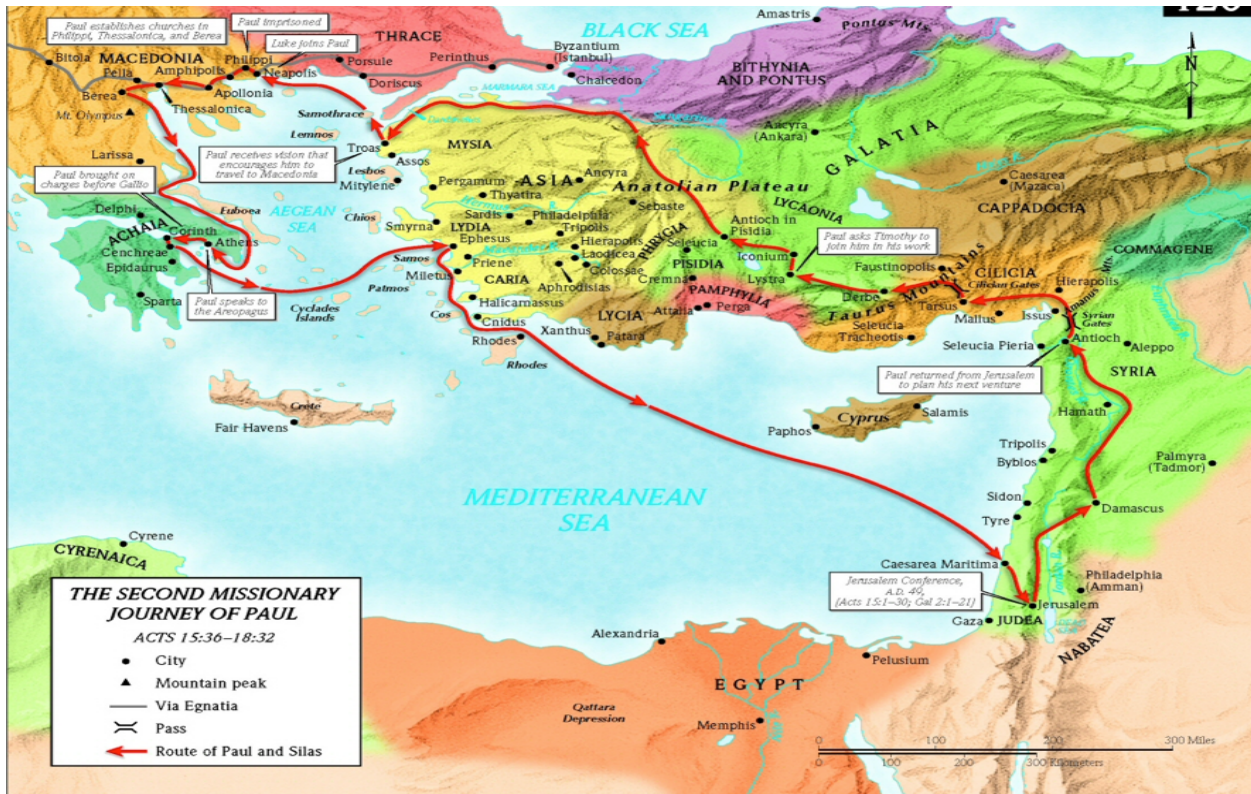 BLACK SEA
Amastris
Pontus Mts.
Paul establishes churches in
Philippi, Thessalonica, and Berea
Paul imprisoned
Luke joins Paul
THRACE
Byzantium
(Istanbul)
Chalcedon
BITHYNIA
AND PONTUS
Bitola
MACEDONIA
Pella
Amphipolis
Philippi
Neapolis
Porsule
Perinthus
Doriscus
Apollonia
Berea
Thessalonica
Mt. Olympus
MARMARA SEA
Samothrace
Dardanelles
Lemnos
Troas
Assos
MYSIA
Ancyra
(Ankara)
GALATIA
Paul receives vision that
encourages him to
travel to Macedonia
Larissa
Lesbos
Mitylene
Pergamum
Thyatira
ASIA
Ancyra
Anatolian Plateau
Caesarea
(Mazaca)
CAPPADOCIA
Paul brought on
charges before Gallio
Delphi
Euboea
AEGEAN
SEA
Chios
Smyrna
Sardis
LYDIA
Philadelphia
Tripolis
Sebaste
PHRYGIA
LYCAONIA
Antioch in
Pisidia
Paul asks Timothy to
join him in his work
COMMAGENE
ACHAIA
Corinth
Athens
Cenchreae
Epidaurus
Sparta
Paul speaks to
the Areopagus
Ephesus
Samos
Priene
Miletus
Patmos
CARIA
Hierapolis
Laodicea
Colossae
Aphrodisias
Seleucia
PISIDIA
Cremna
Iconium
Lystra
Derbe
Faustinopolis
CILICIA
Cilician Gates
Taurus Mountains
Tarsus
Mallus
Hierapolis
Issus
Amanus Mts.
Syrian
Gates
Cyclades
Islands
Halicarnassus
Cos
Cnidus
Rhodes
Rhodes
LYCIA
Xanthus
Patara
PAMPHYLIA
Attalia
Perga
Seleucia
Tracheotis
Seleucia Pieria
Antioch
Aleppo
SYRIA
Paul returned from Jerusalem
to plan his next venture
Hamath
Crete
Fair Havens
Cyprus
Salamis
Paphos
Tripolis
Byblos
Palmyra
(Tadmor)
MEDITERRANEAN
SEA
Sidon
Tyre
Damascus
Cyrene
CYRENAICA
Caesarea Maritima
Jerusalem Conference,
A.D. 49,
(Acts 15:1–30; Gal 2:1–21)
Jordan R.
Philadelphia
(Amman)
Jerusalem
Gaza
JUDEA
NABATEA
Alexandria
Pelusium
EGYPT
Qattara
Depression
Memphis
THE SECOND MISSIONARY
JOURNEY OF PAUL
ACTS 15:36–18:32
City
Mountain peak
Via Egnatia
Pass
Route of Paul and Silas
N
0 100 200 300 Miles
0 100 200 300 Kilometers